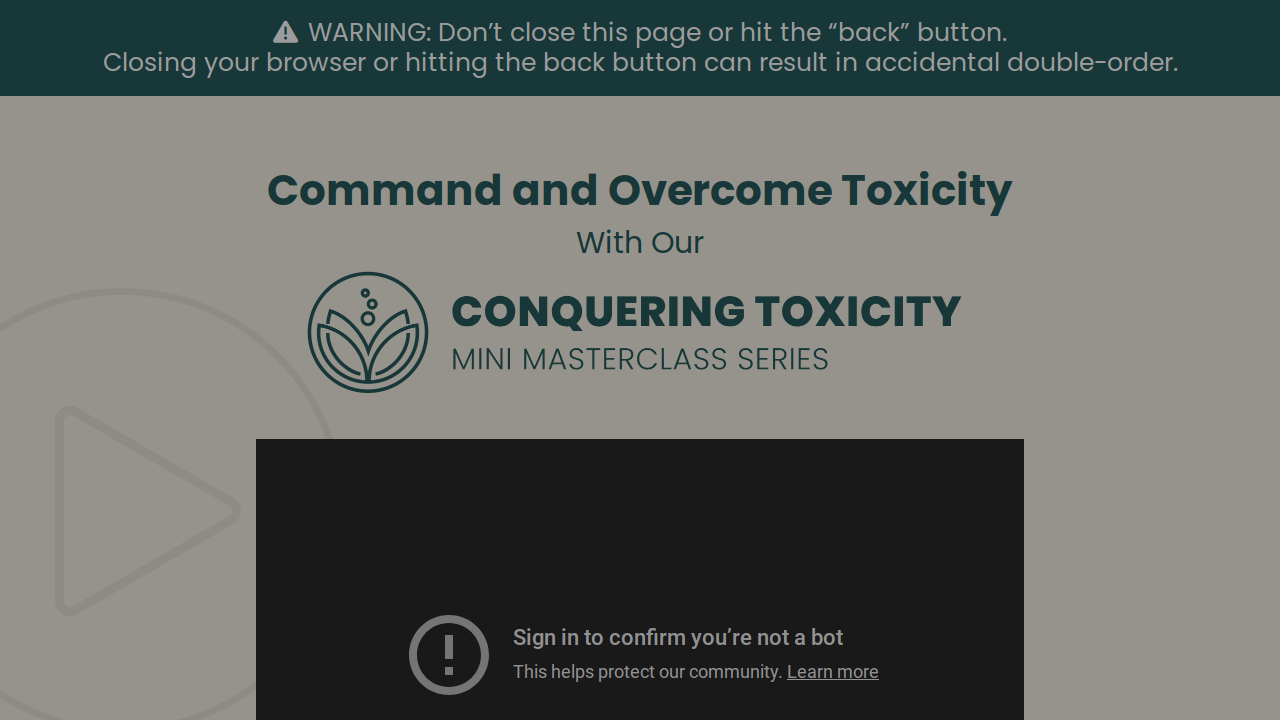 WARNING: Don’t close this page or hit the “back” button.
Closing your browser or hitting the back button can result in accidental double-order.
Command and Overcome Toxicity
With Our
CONQUERING TOXICITY
MINI MASTERCLASS SERIES
Sign in to confirm you’re not a bot
This helps protect our community. Learn more